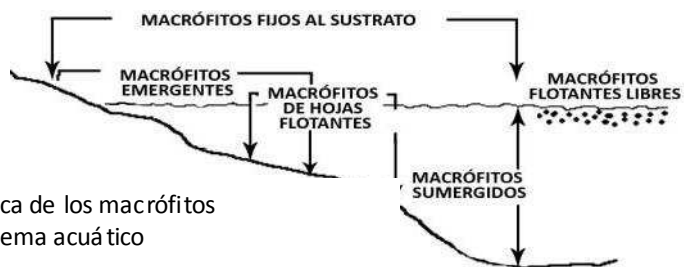 MACRÓFITOS FIJOS AL SUSTRATO
MACRÓFITOS
EMERGENTES
MACRÓFITOS
DE HOJAS
FLOTANTES
MACRÓFITOS
FLOTANTES LIBRES
MACRÓFITOS
SUMERGIDOS
ca de los macrófitos
ema acuático